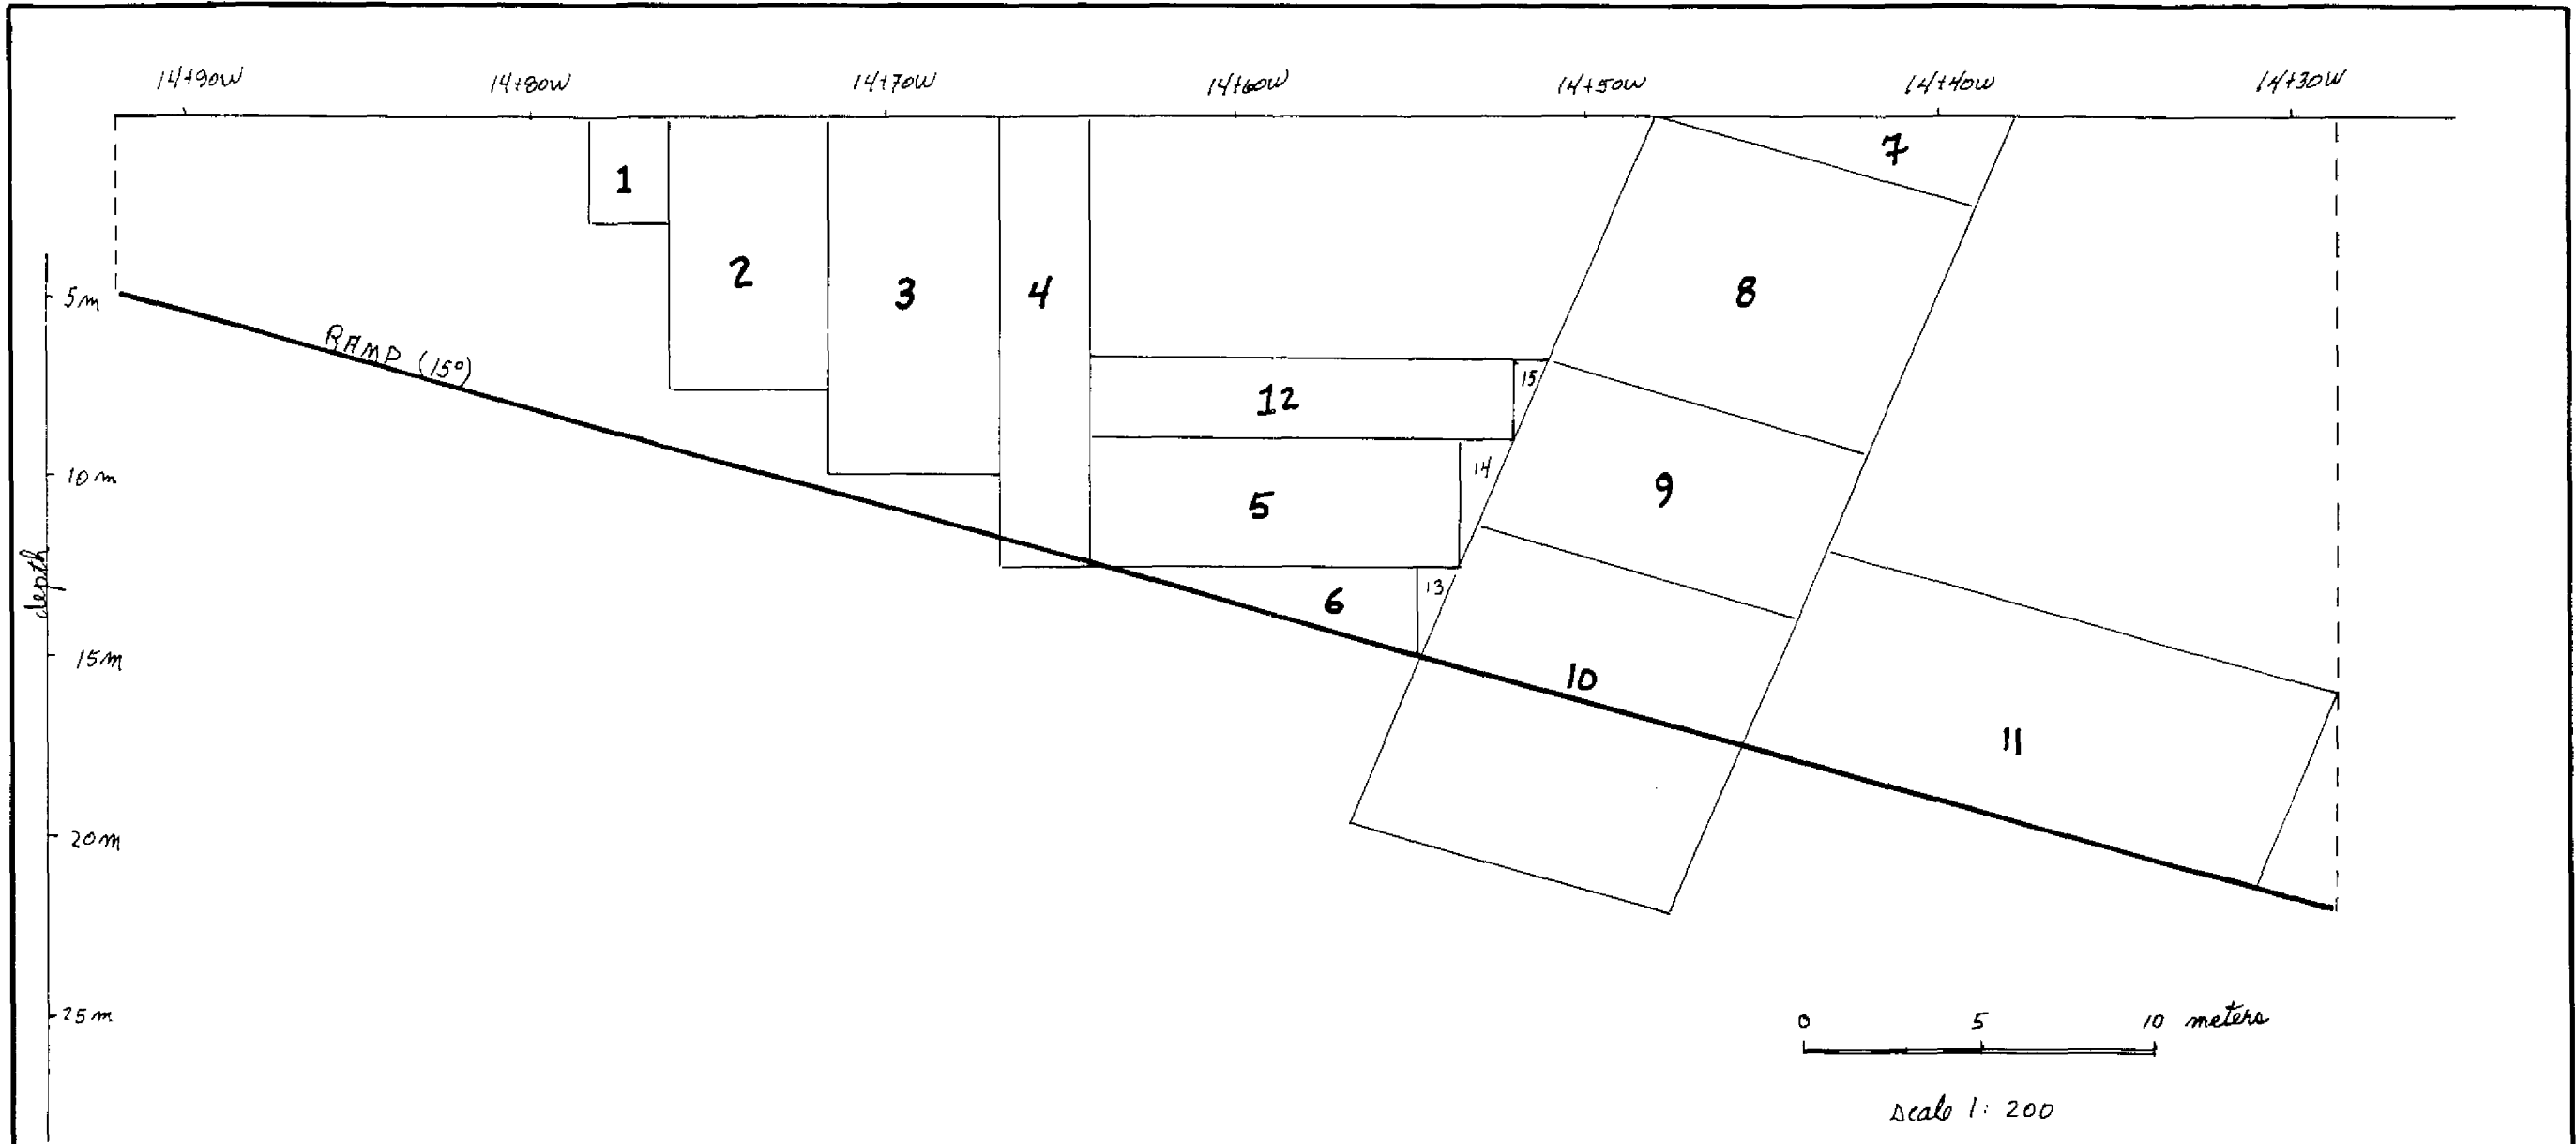 14+90W 14+80W 14+70W 14+60W 14+50W 14+40W 14+30W
7
1
2 3 4 8
5m
RAMP (15°)
12 15
10m
5 14 9
depth
6 13
15m
10
11
20m
25m
0 5 10 meters
scale 1: 200